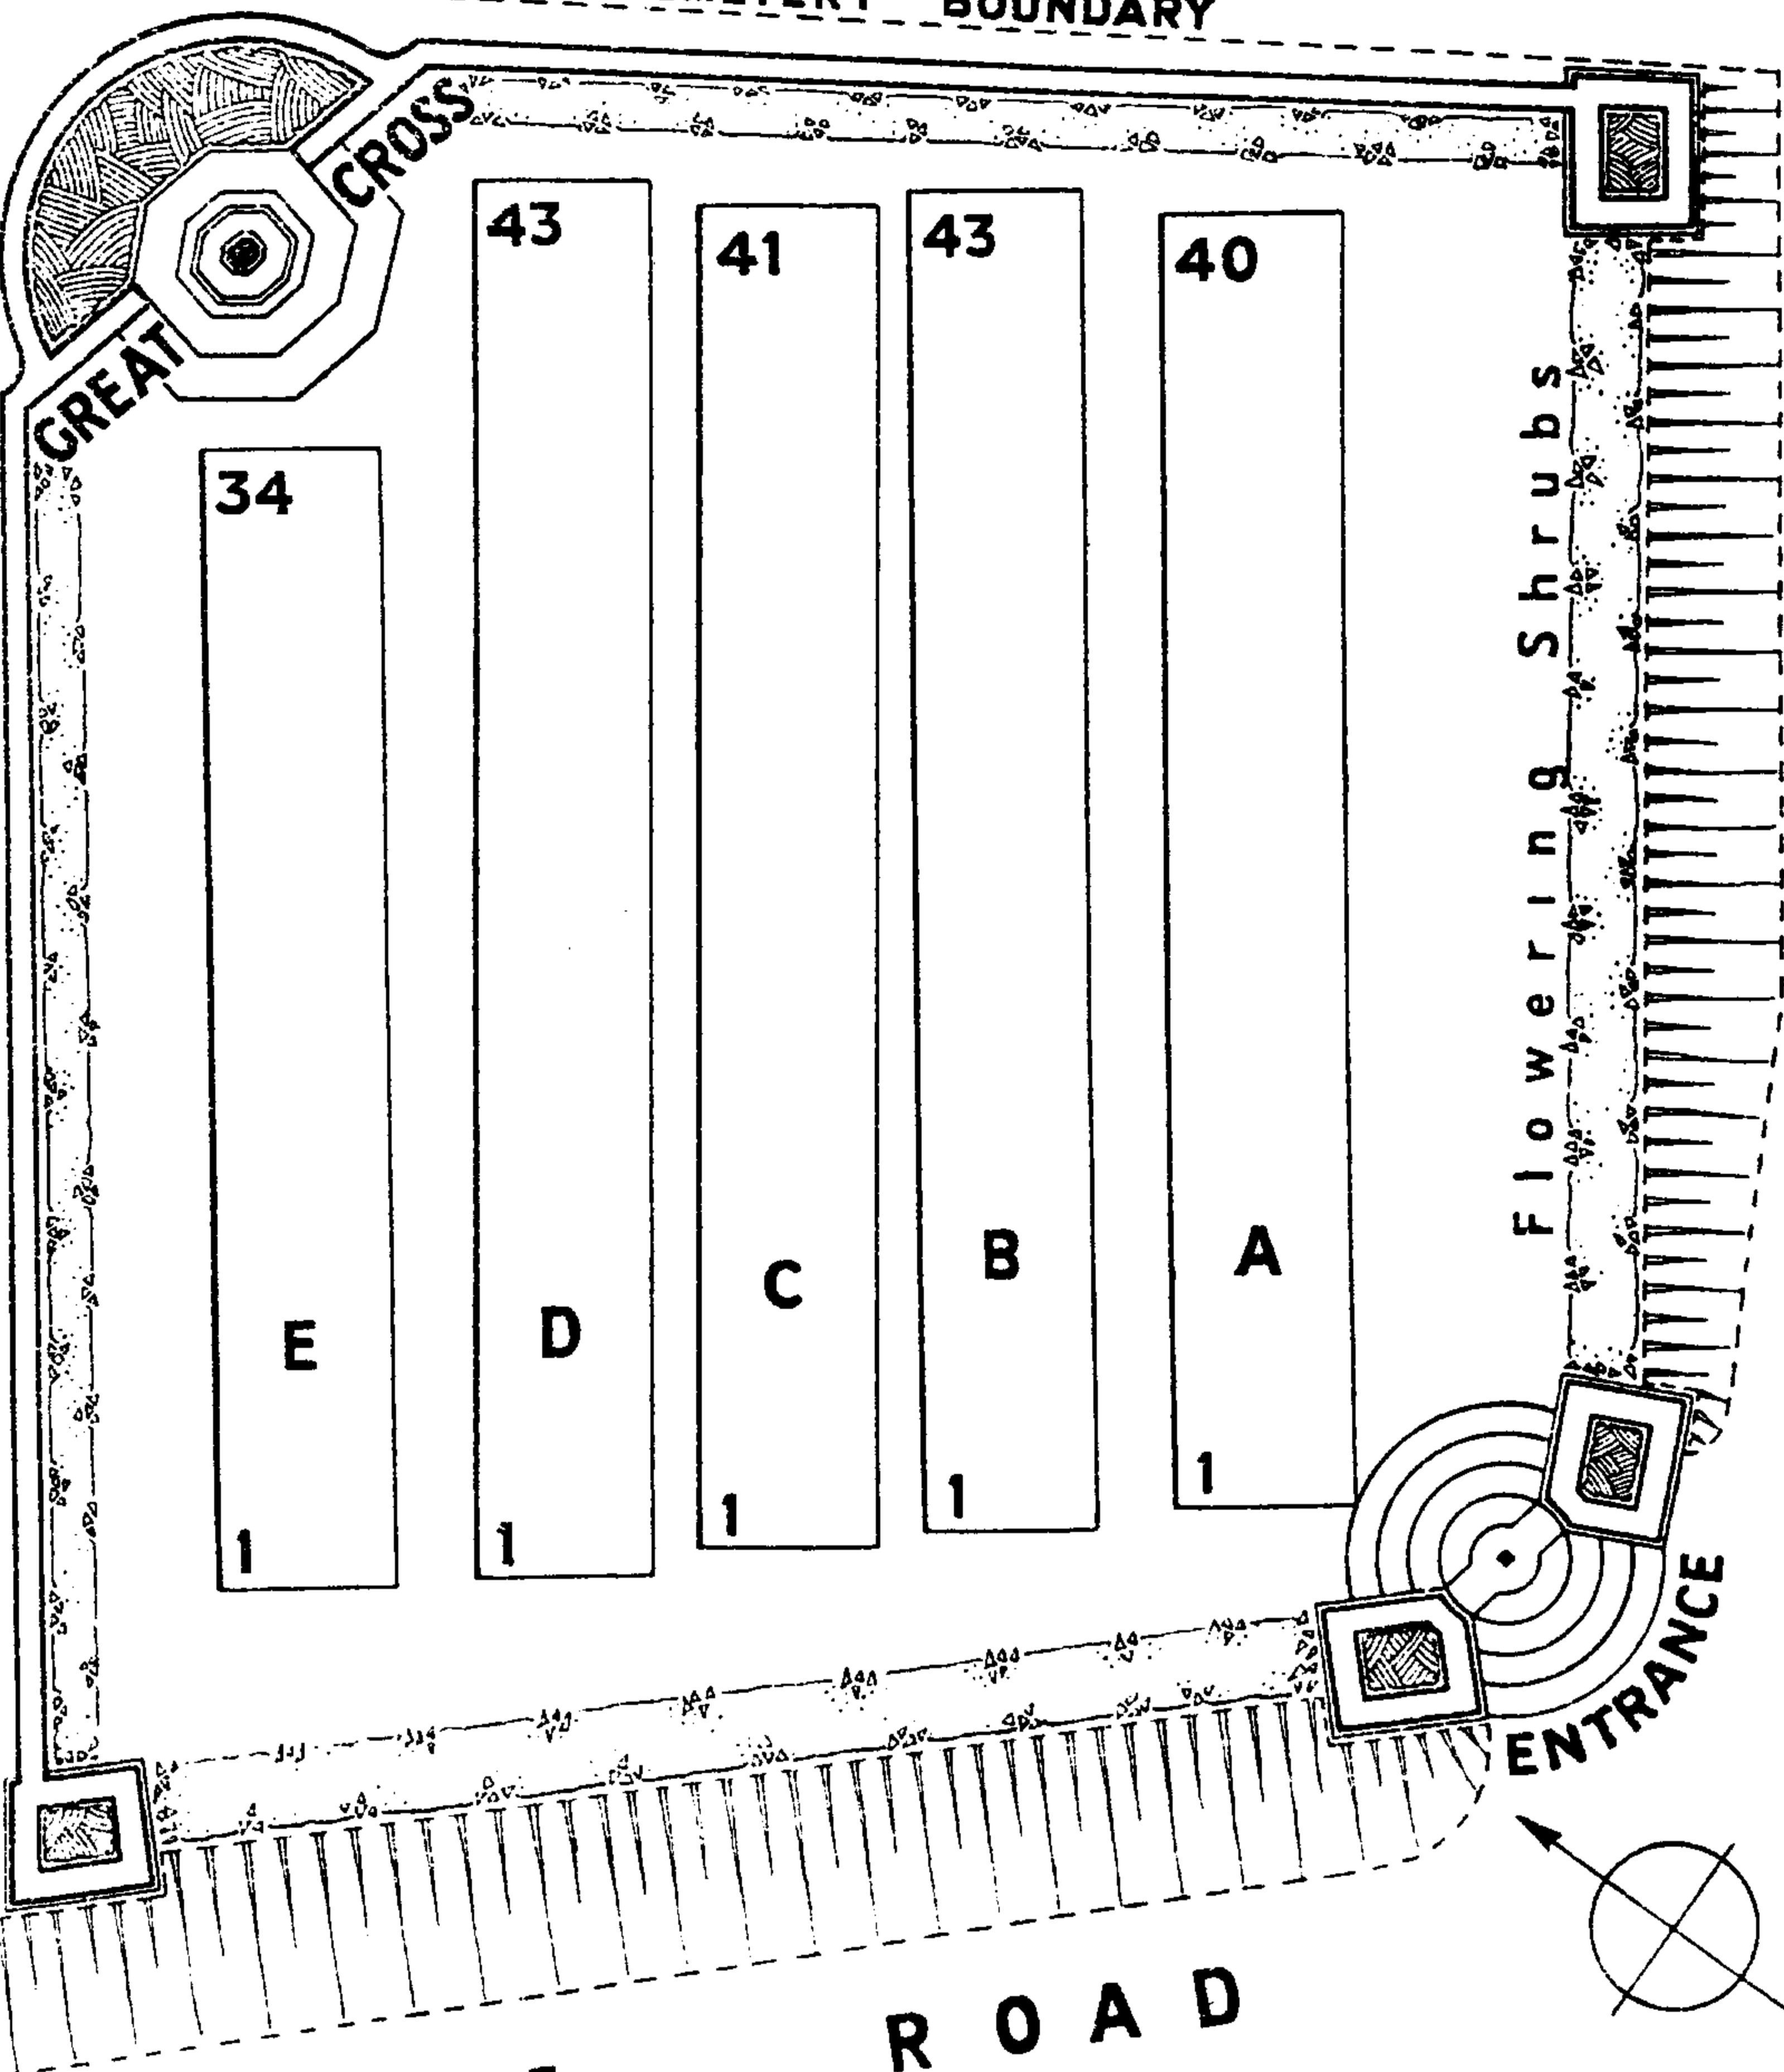 BOUNDARY
GREAT CROSS
43
41
43
40
34
Flowering Shrubs
A
B
C
D
E
1
1
1
1
1
ENTRANCE
ROAD